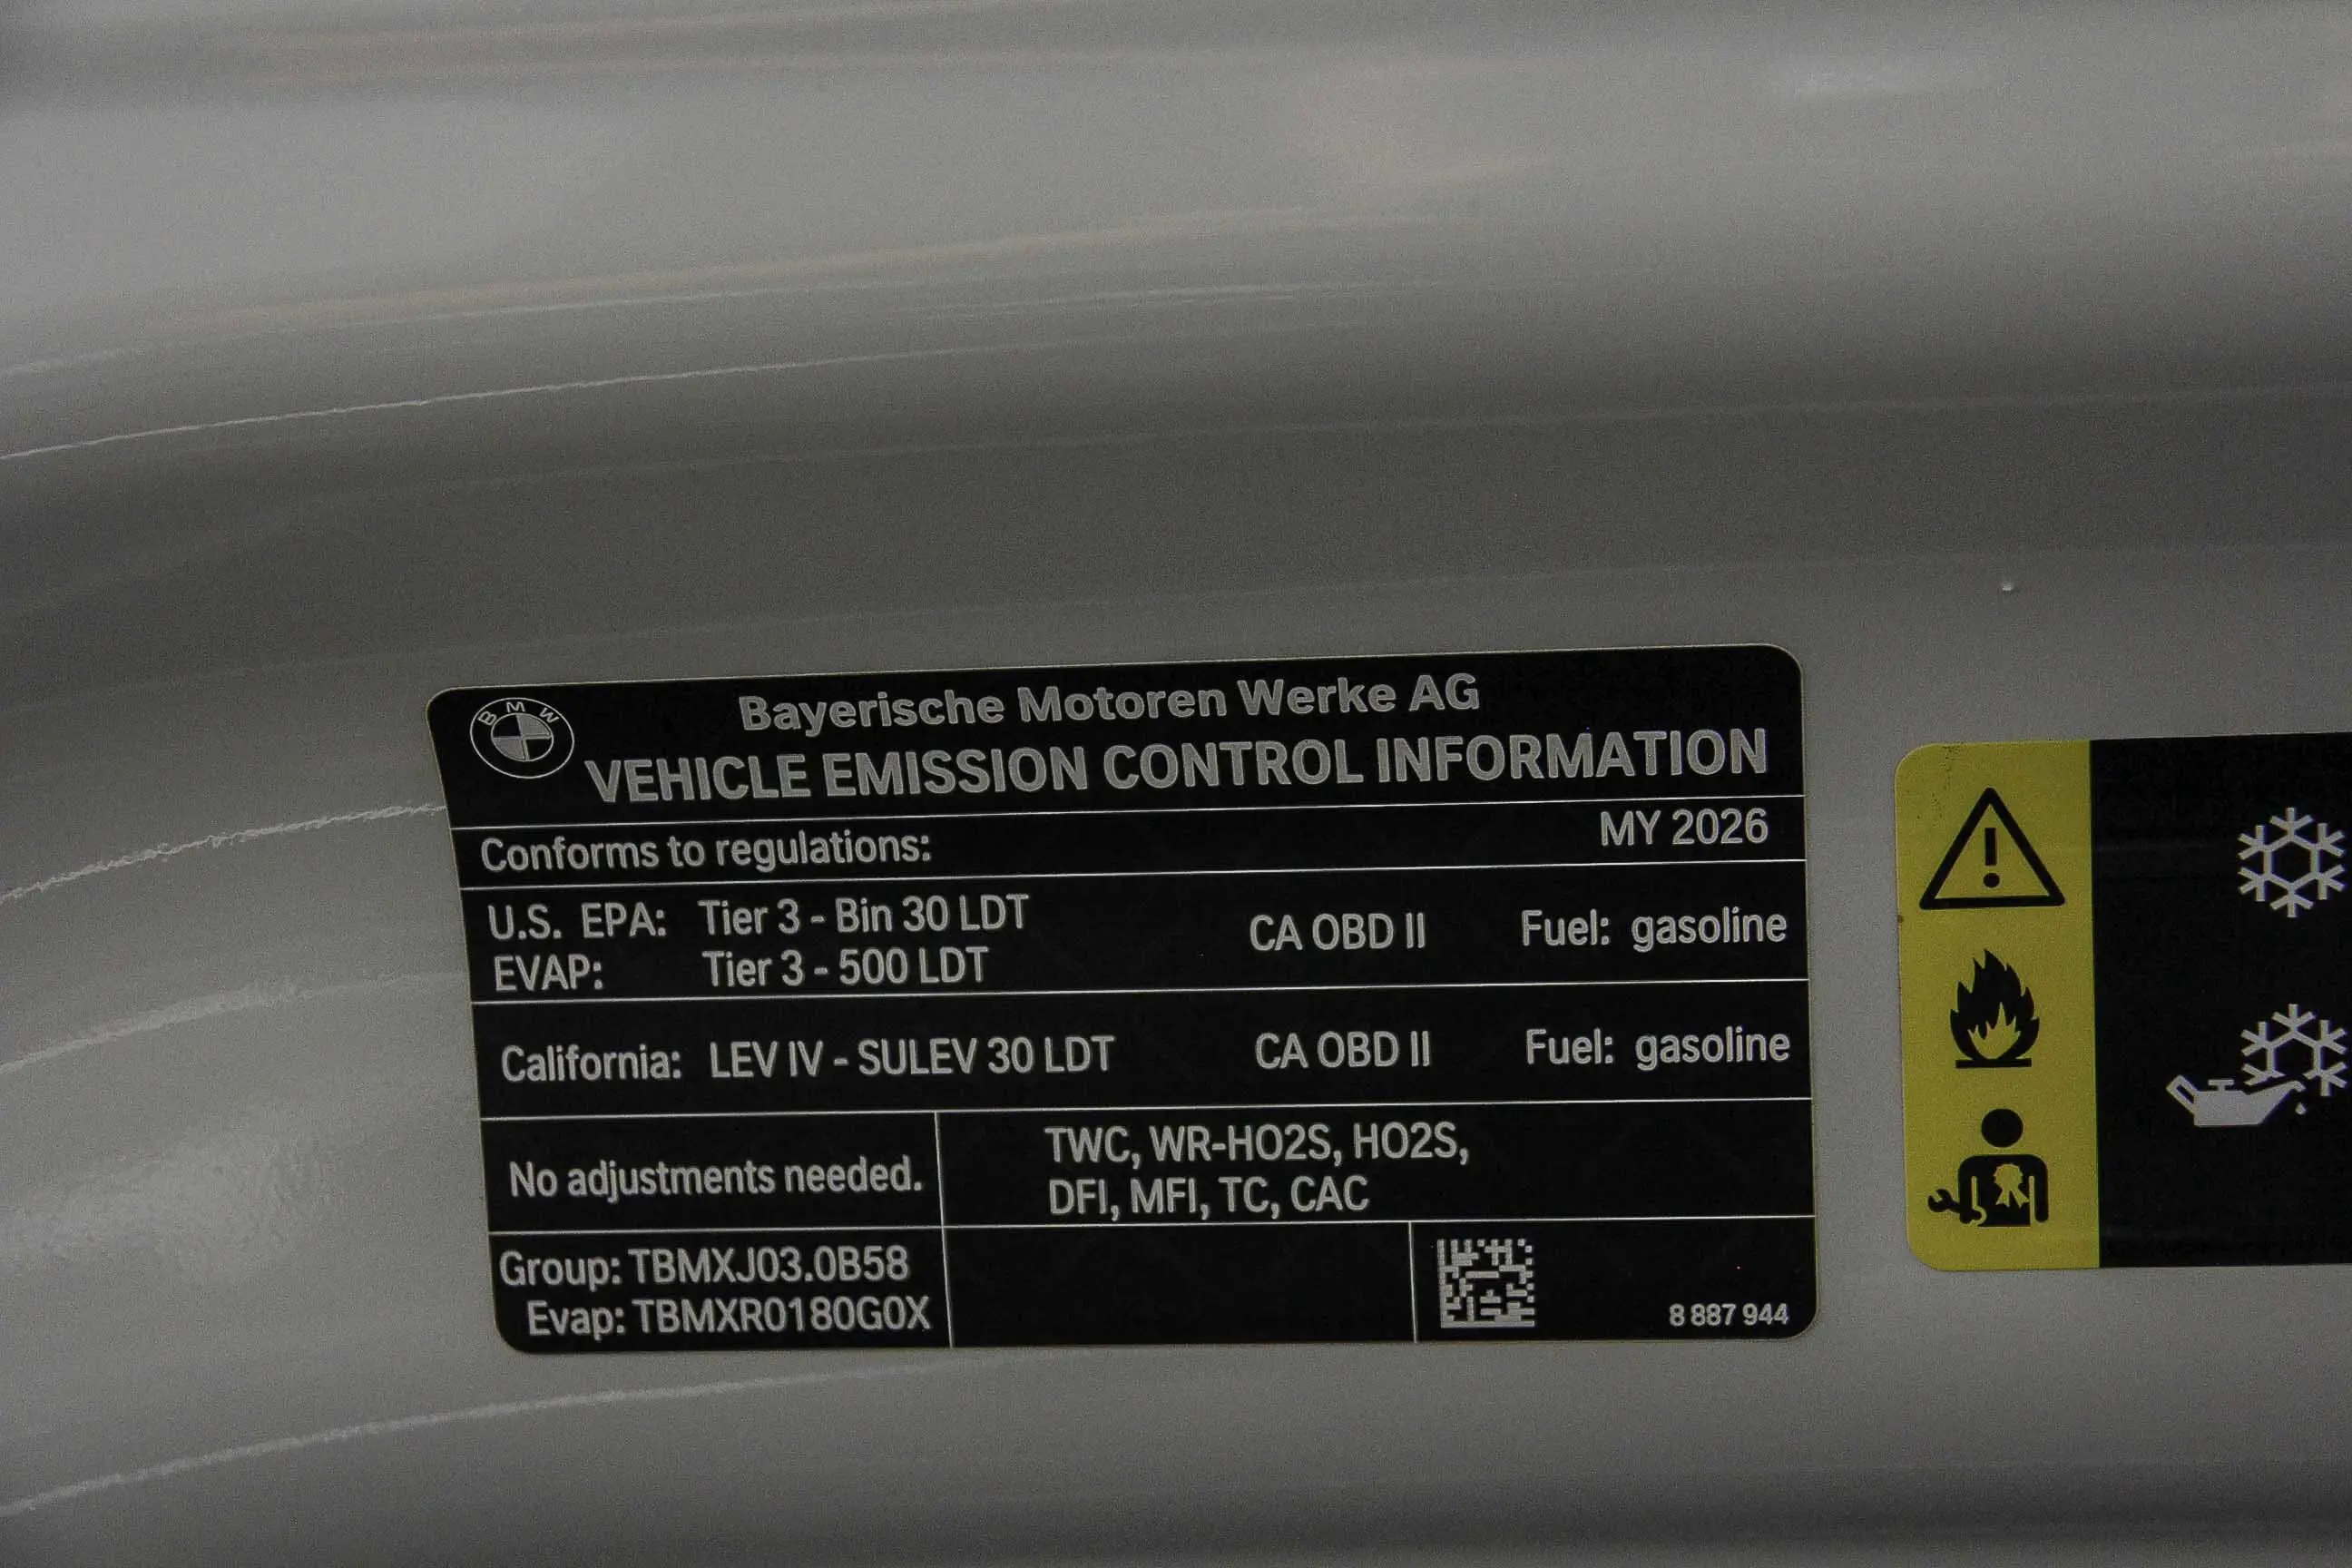 BMW
Bayerische Motoren Werke AG
VEHICLE EMISSION CONTROL INFORMATION
Conforms to regulations: MY 2026
U.S. EPA: Tier 3 - Bin 30 LDT CA OBD II Fuel: gasoline
EVAP: Tier 3 - 500 LDT
California: LEV IV - SULEV 30 LDT CA OBD II Fuel: gasoline
No adjustments needed.
TWC, WR-HO2S, HO2S,
DFI, MFI, TC, CAC
Group: TBMXJ03.0B58
Evap: TBMXR0180G0X
8 887 944